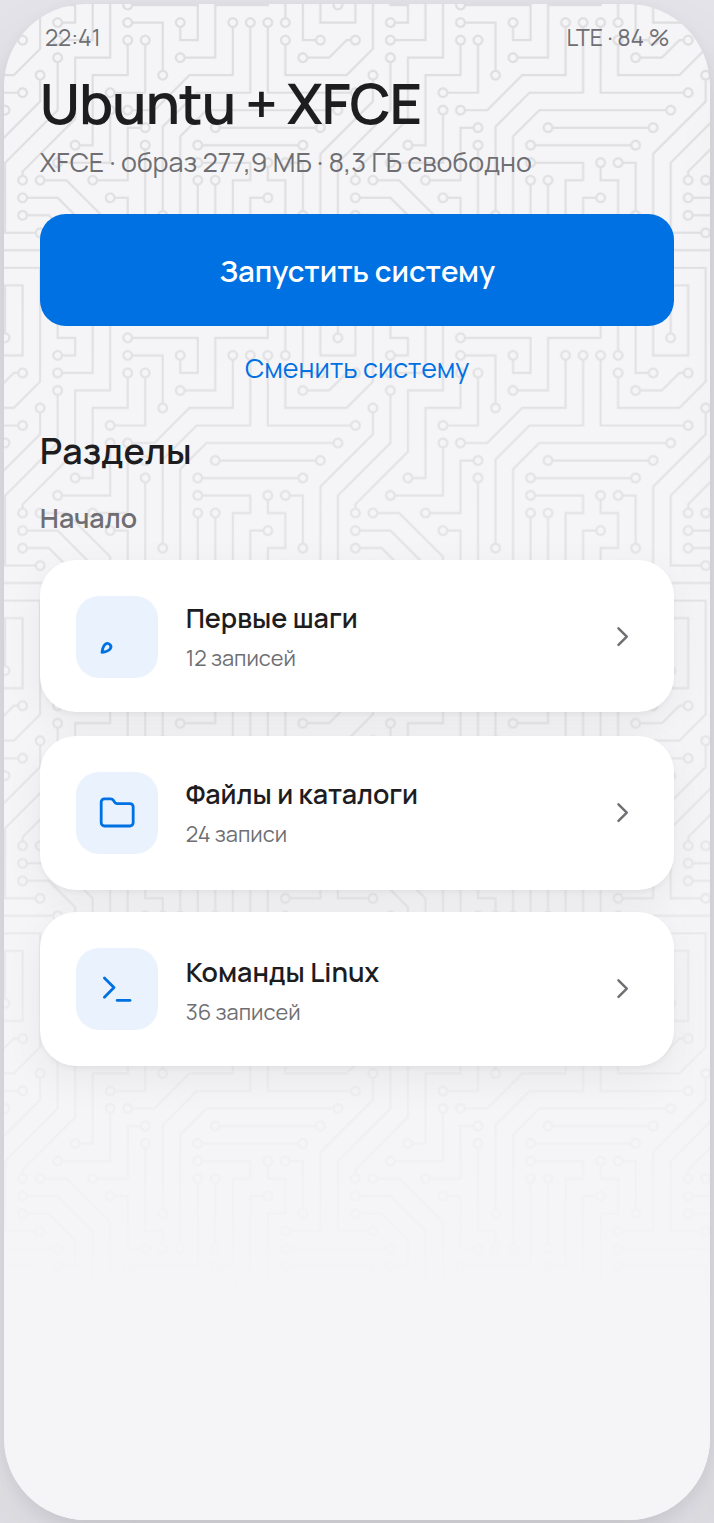 22:41 LTE · 84 %
Ubuntu + XFCE
XFCE · образ 277,9 МБ · 8,3 ГБ свободно
Запустить систему
Сменить систему
Разделы
Начало
Первые шаги
12 записей
Файлы и каталоги
24 записи
Команды Linux
36 записей